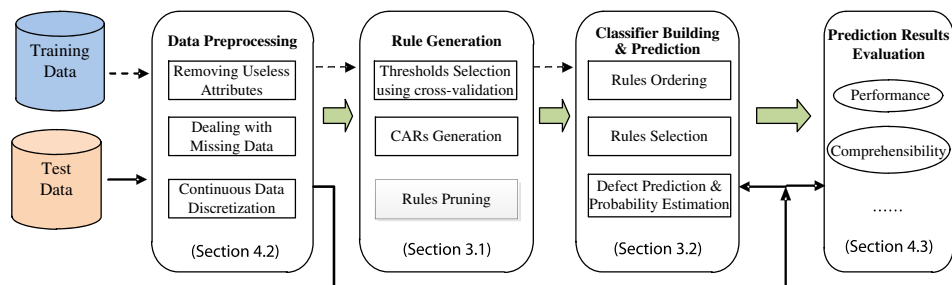 Training
Data
Test
Data
Data Preprocessing
Removing Useless
Attributes
Dealing with
Missing Data
Continuous Data
Discretization
(Section 4.2)
Rule Generation
Thresholds Selection
using cross-validation
CARs Generation
Rules Pruning
(Section 3.1)
Classifier Building
& Prediction
Rules Ordering
Rules Selection
Defect Prediction &
Probability Estimation
(Section 3.2)
Prediction Results
Evaluation
Performance
Comprehensibility
......
(Section 4.3)